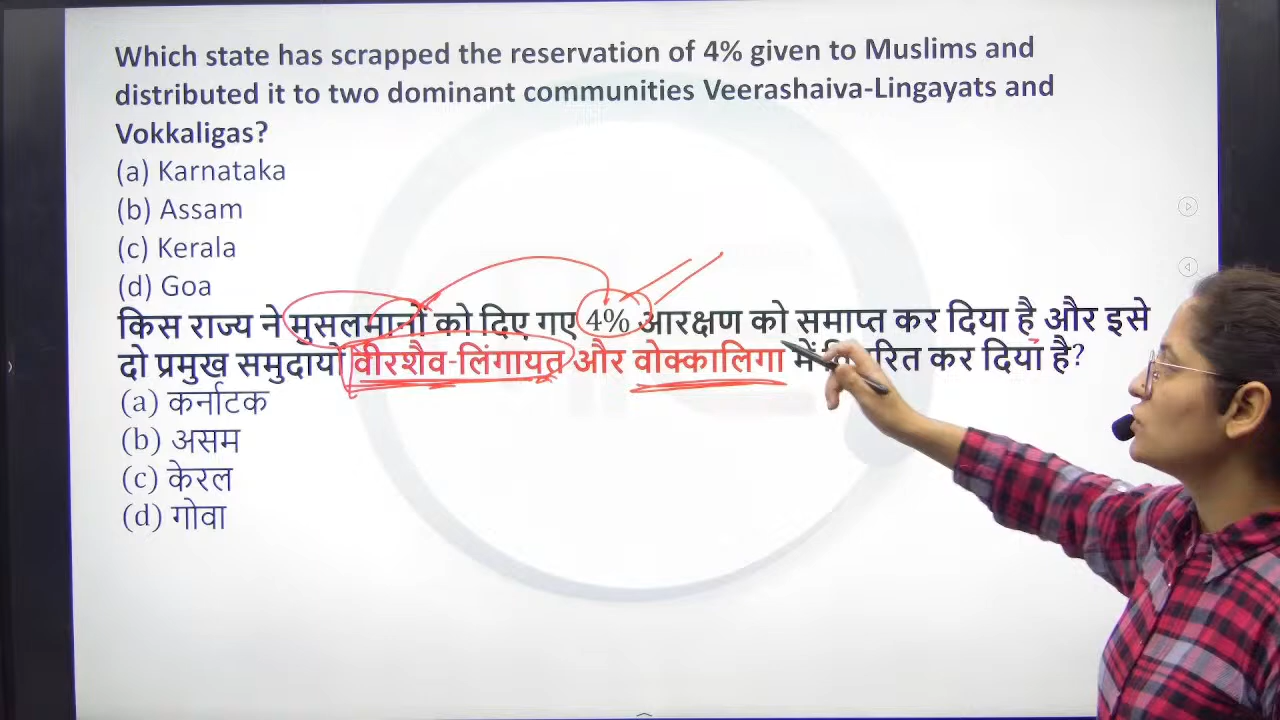 Which state has scrapped the reservation of 4% given to Muslims and
distributed it to two dominant communities Veerashaiva-Lingayats and
Vokkaligas?
(a) Karnataka
(b) Assam
(c) Kerala
(d) Goa
किस राज्य ने मुसलमानों को दिए गए 4% आरक्षण को समाप्त कर दिया है और इसे
दो प्रमुख समुदायों वीरशैव-लिंगायत और वोक्कालिगा में कर दिया है?
(a) कर्नाटक
(b) असम
(c) केरल
(d) गोवा